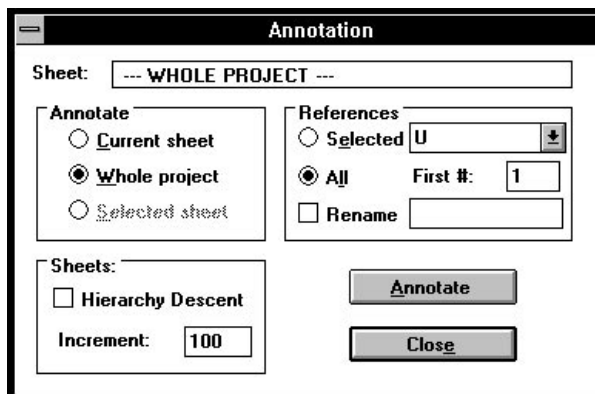 Annotation
Sheet: --- WHOLE PROJECT ---
Annotate
Current sheet
Whole project
Selected sheet
References
Selected U
All First #: 1
Rename
Sheets:
Hierarchy Descent
Increment: 100
Annotate
Close